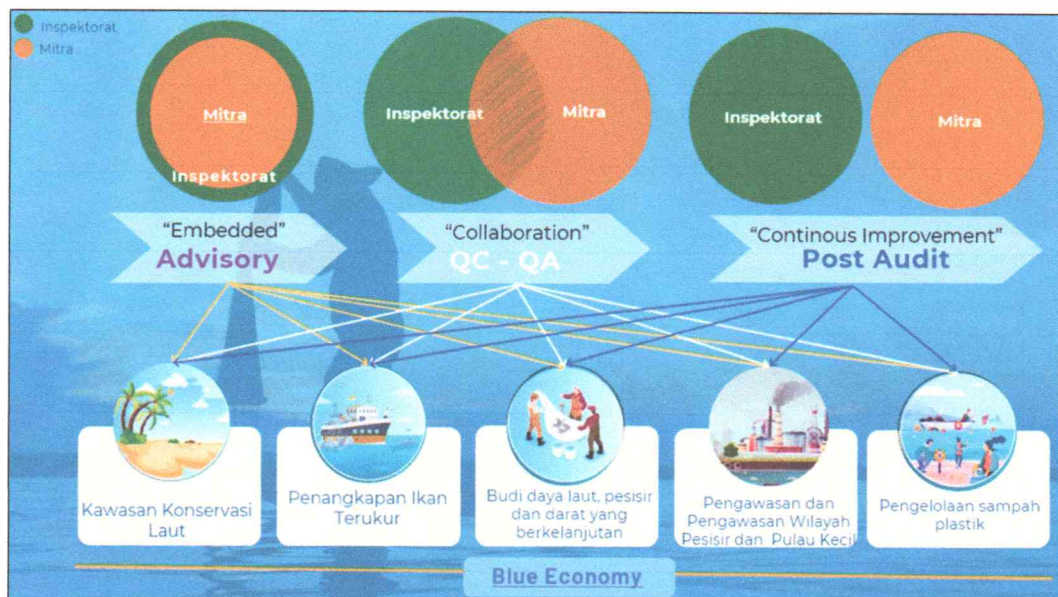 Inspektorat
Mitra
Mitra
Inspektorat
Inspektorat
Mitra
Inspektorat
Mitra
“Embedded”
Advisory
“Collaboration”
QC - QA
“Continous Improvement”
Post Audit
Kawasan Konservasi
Laut
Penangkapan Ikan
Terukur
Budi daya laut, pesisir
dan darat yang
berkelanjutan
Pengawasan dan
Pengawasan Wilayah
Pesisir dan Pulau Kecil
Pengelolaan sampah
plastik
Blue Economy